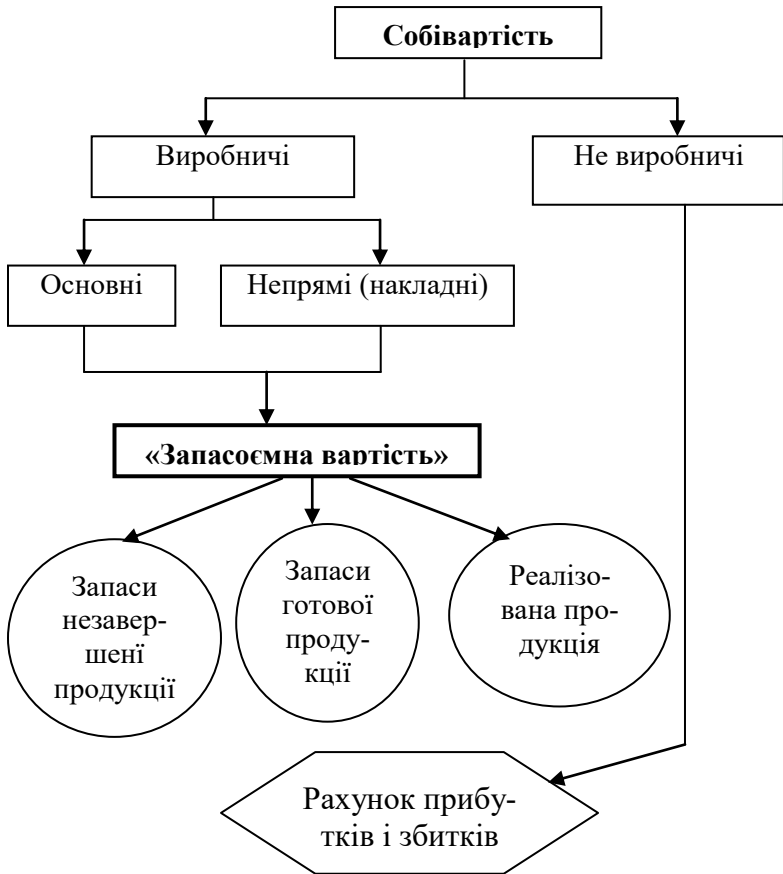 Собівартість
Виробничі
Не виробничі
Основні
Непрямі (накладні)
«Запасоємна вартість»
Запаси
незавер-
шенї
продукції
Запаси
готової
проду-
кції
Реалізо-
вана про-
дукція
Рахунок прибу-
тків і збитків